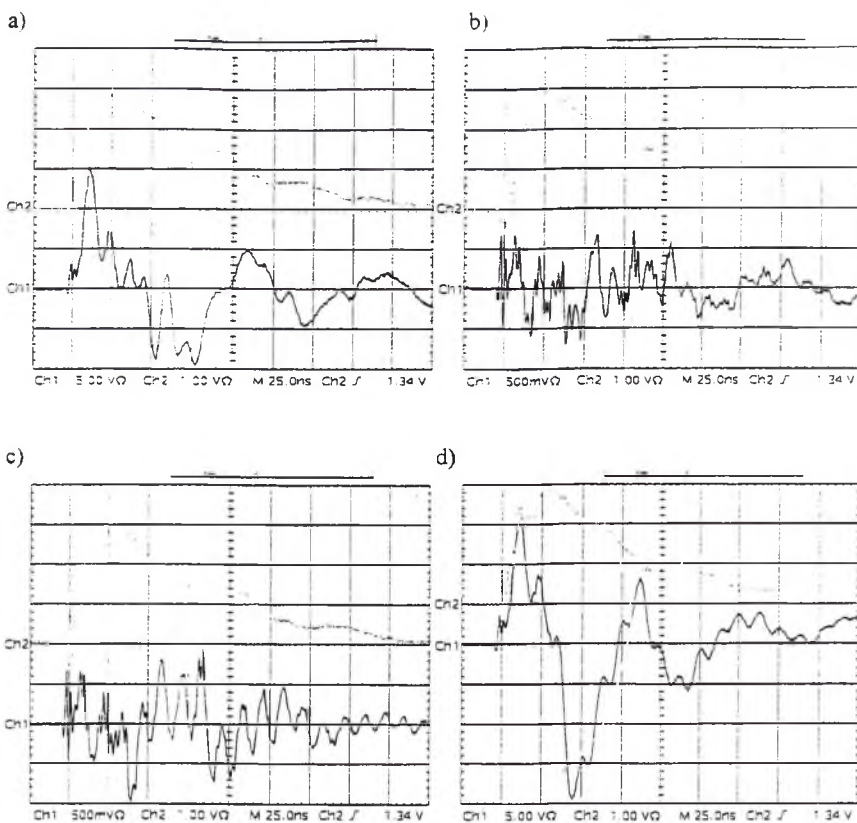 a)
b)
Ch2
Ch1
Ch2
Ch1
Ch1 5.00 VΩ Ch2 1.00 VΩ M 25.0ns Ch2 ʃ 1.34 V
Ch1 500mVΩ Ch2 1.00 VΩ M 25.0ns Ch2 ʃ 1.34 V
c)
d)
Ch2
Ch1
Ch2
Ch1
Ch1 500mVΩ Ch2 1.00 VΩ M 25.0ns Ch2 ʃ 1.34 V
Ch1 5.00 VΩ Ch2 1.00 VΩ M 25.0ns Ch2 ʃ 1.34 V